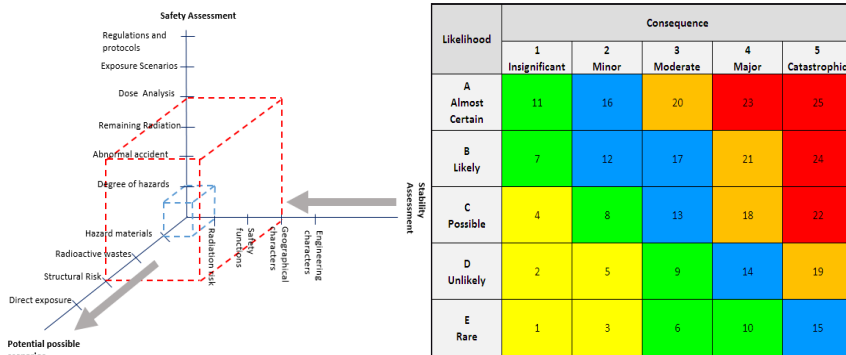 Safety Assessment
Regulations and
protocols
Exposure Scenarios
Dose Analysis
Remaining Radiation
Abnormal accident
Degree of hazards
Hazard materials
Radioactive wastes
Structural Risk
Direct exposure
Potential possible
Radiation risk
Safety
functions
Geographical
characters
Engineering
characters
Stability
Assessment
Likelihood
Consequence
1
Insignificant
2
Minor
3
Moderate
4
Major
5
Catastrophic
A
Almost
Certain
11 16 20 23 25
B
Likely
7 12 17 21 24
C
Possible
4 8 13 18 22
D
Unlikely
2 5 9 14 19
E
Rare
1 3 6 10 15